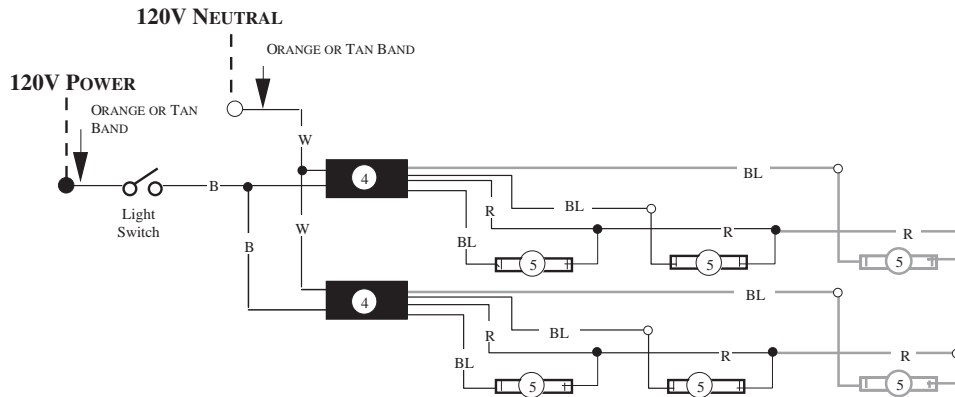 120V NEUTRAL
ORANGE OR TAN BAND
120V POWER
ORANGE OR TAN
BAND
W
4
BL
B
Light
Switch
R
BL
R
R
W
B
BL
5
5
5
4
BL
R
BL
R
R
BL
5
5
5